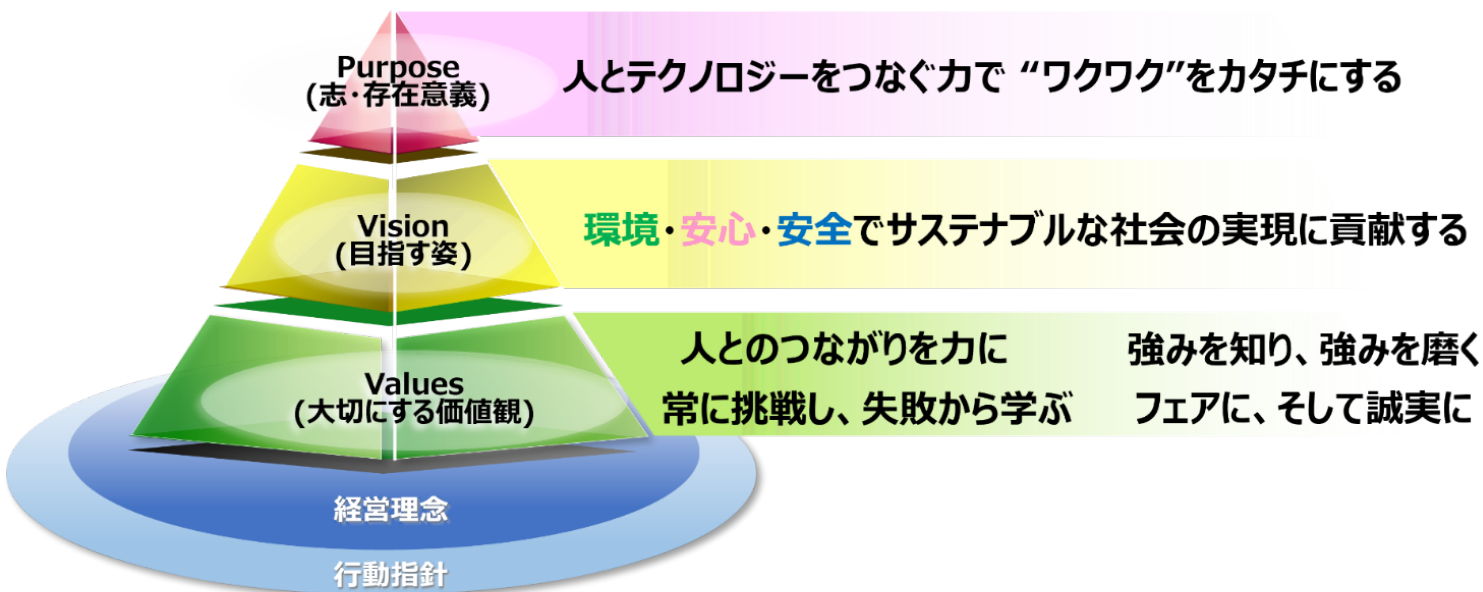 Purpose
(志・存在意義)
人とテクノロジーをつなぐ力で “ワクワク”をカタチにする
Vision
(目指す姿)
環境・安心・安全でサステナブルな社会の実現に貢献する
Values
(大切にする価値観)
人とのつながりを力に 強みを知り、強みを磨く
常に挑戦し、失敗から学ぶ フェアに、そして誠実に
経営理念
行動指針